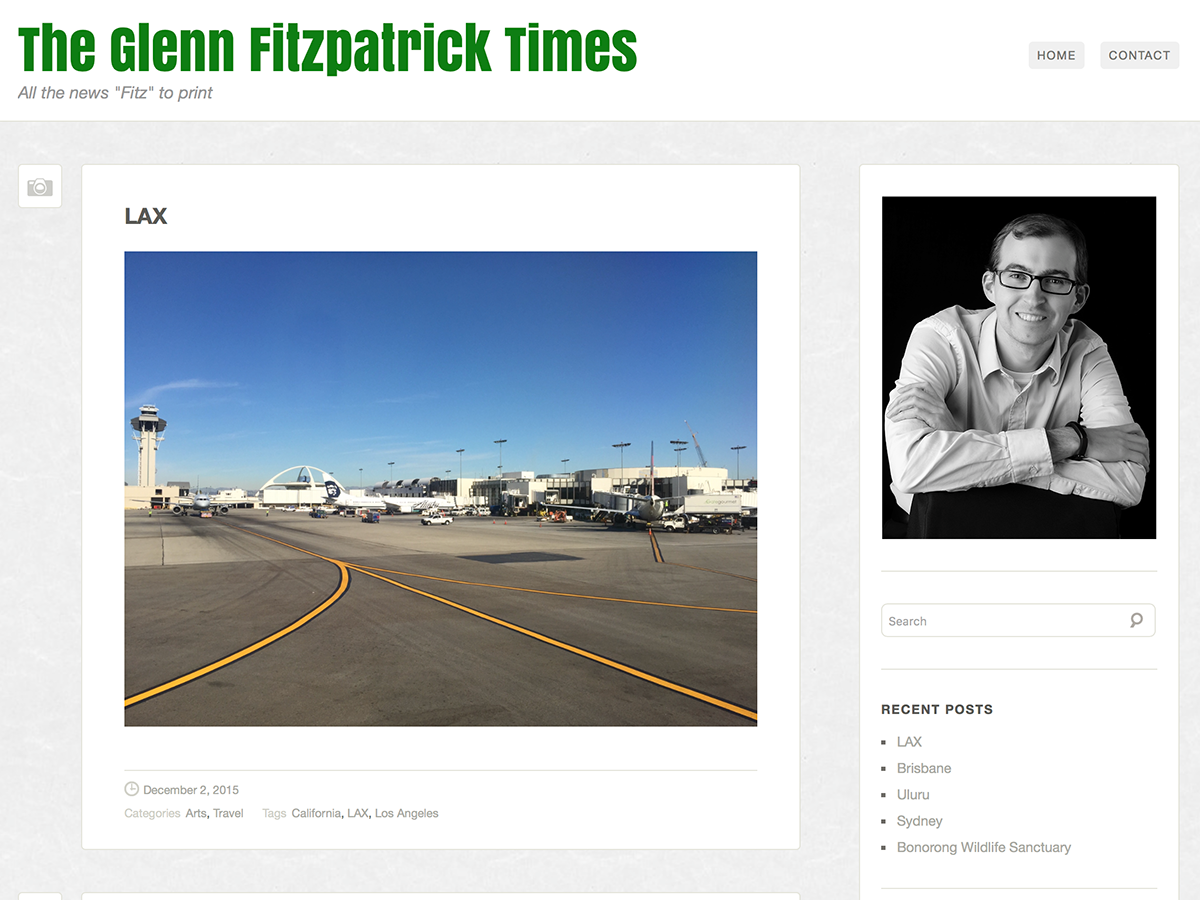 The Glenn Fitzpatrick Times
All the news "Fitz" to print
HOME
CONTACT
LAX
December 2, 2015
Categories Arts, Travel Tags California, LAX, Los Angeles
Search
RECENT POSTS
LAX
Brisbane
Uluru
Sydney
Bonorong Wildlife Sanctuary